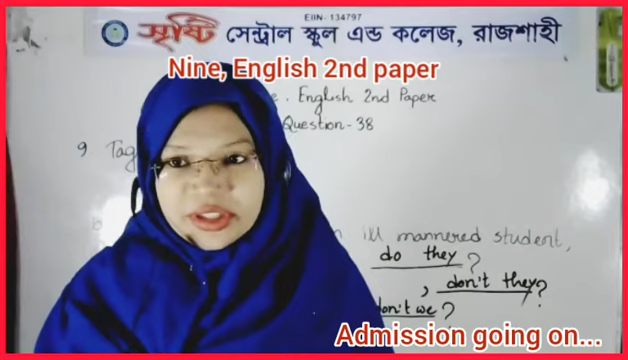 EIIN- 134797
সৃষ্টি সেন্ট্রাল স্কুল এন্ড কলেজ, রাজশাহী
Nine, English 2nd paper
English 2nd Paper
Question-38
9. Tag
ill mannered student,
do they?
, don't they?
don't we?
Admission going on...